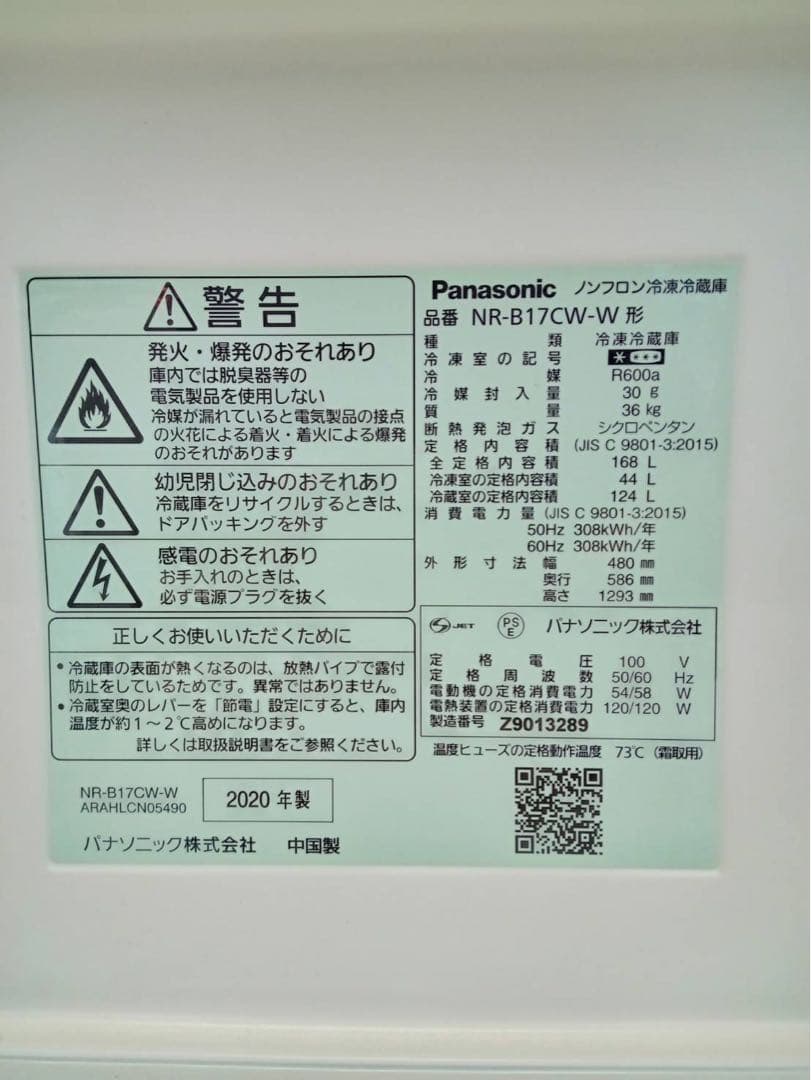 警告
発火・爆発のおそれあり
庫内では脱臭器等の
電気製品を使用しない
冷媒が漏れていると電気製品の接点
の火花による着火・着火による爆発
のおそれがあります
幼児閉じ込みのおそれあり
冷蔵庫をリサイクルするときは、
ドアパッキングを外す
感電のおそれあり
お手入れのときは、
必ず電源プラグを抜く
正しくお使いいただくために
• 冷蔵庫の表面が熱くなるのは、放熱パイプで露付
防止をしているためです。異常ではありません。
• 冷蔵室奥のレバーを「節電」設定にすると、庫内
温度が約1~2℃高めになります。
詳しくは取扱説明書をご参照ください。
NR-B17CW-W
ARAHLCN05490
2020 年製
パナソニック株式会社 中国製
Panasonic ノンフロン冷凍冷蔵庫
品番 NR-B17CW-W 形
種類 冷凍冷蔵庫
冷凍室の記号
冷媒 R600a
冷媒封入量 30 g
質量 36 kg
断熱発泡ガス シクロペンタン
定格内容積 (JIS C 9801-3:2015)
全定格内容積 168 L
冷凍室の定格内容積 44 L
冷蔵室の定格内容積 124 L
消費電力量 (JIS C 9801-3:2015)
50Hz 308kWh/年
60Hz 308kWh/年
外形寸法 幅 480 mm
奥行 586 mm
高さ 1293 mm
JET PSE パナソニック株式会社
定格電圧 100 V
定格周波数 50/60 Hz
電動機の定格消費電力 54/58 W
電熱装置の定格消費電力 120/120 W
製造番号 Z9013289
温度ヒューズの定格動作温度 73℃ (霜取用)